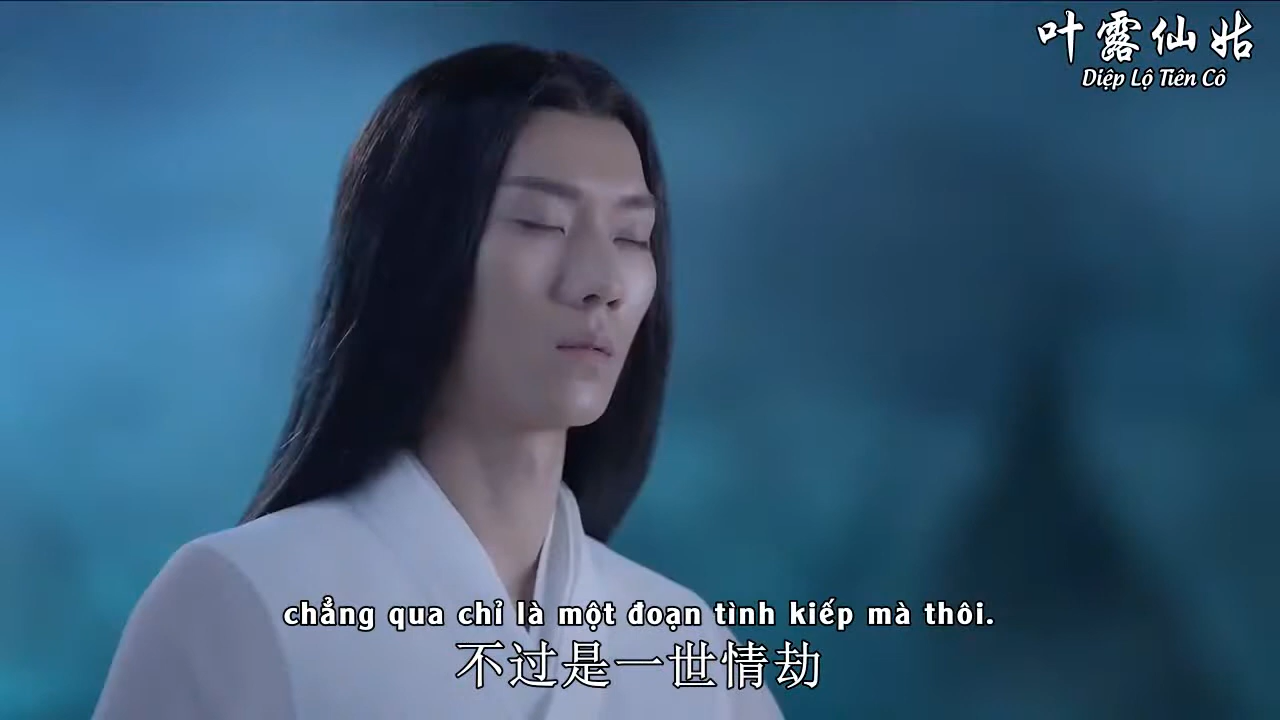 叶露仙姑
Diệp Lộ Tiên Cô
chẳng qua chỉ là một đoạn tình kiếp mà thôi.
不过是一世情劫